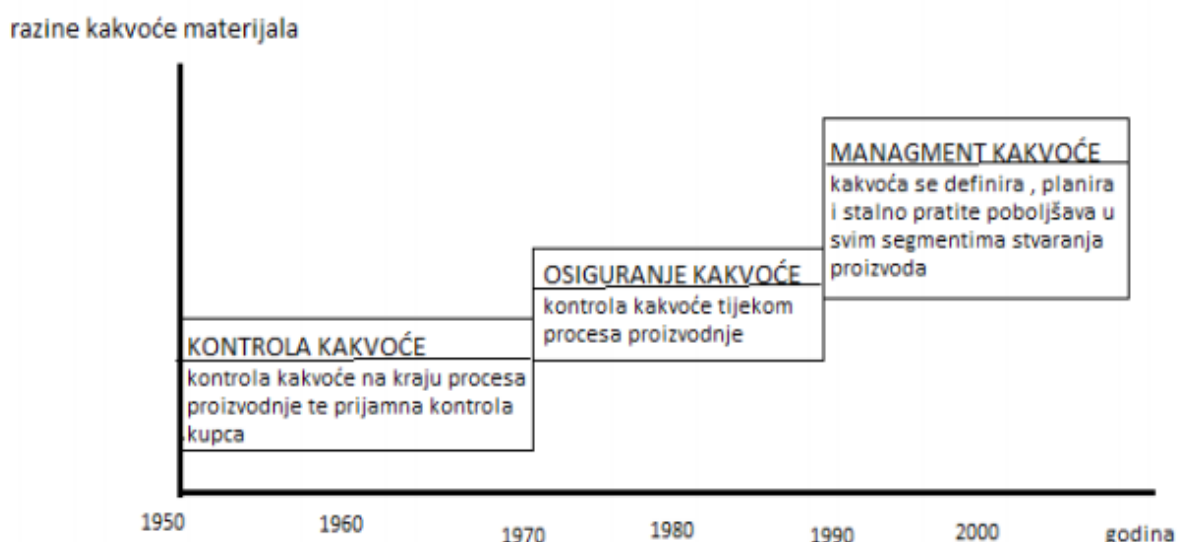 razine kakvoće materijala
MANAGMENT KAKVOĆE
kakvoća se definira , planira
i stalno pratite poboljšava u
svim segmentima stvaranja
proizvoda
OSIGURANJE KAKVOĆE
kontrola kakvoće tijekom
procesa proizvodnje
KONTROLA KAKVOĆE
kontrola kakvoće na kraju procesa
proizvodnje te prijamna kontrola
kupca
1950 1960 1970 1980 1990 2000 godina